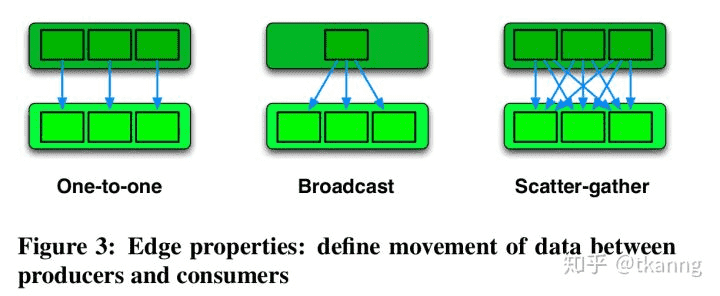 One-to-one
Broadcast
Scatter-gather
Figure 3: Edge properties: define movement of data between
producers and consumers
知乎 @tkanng